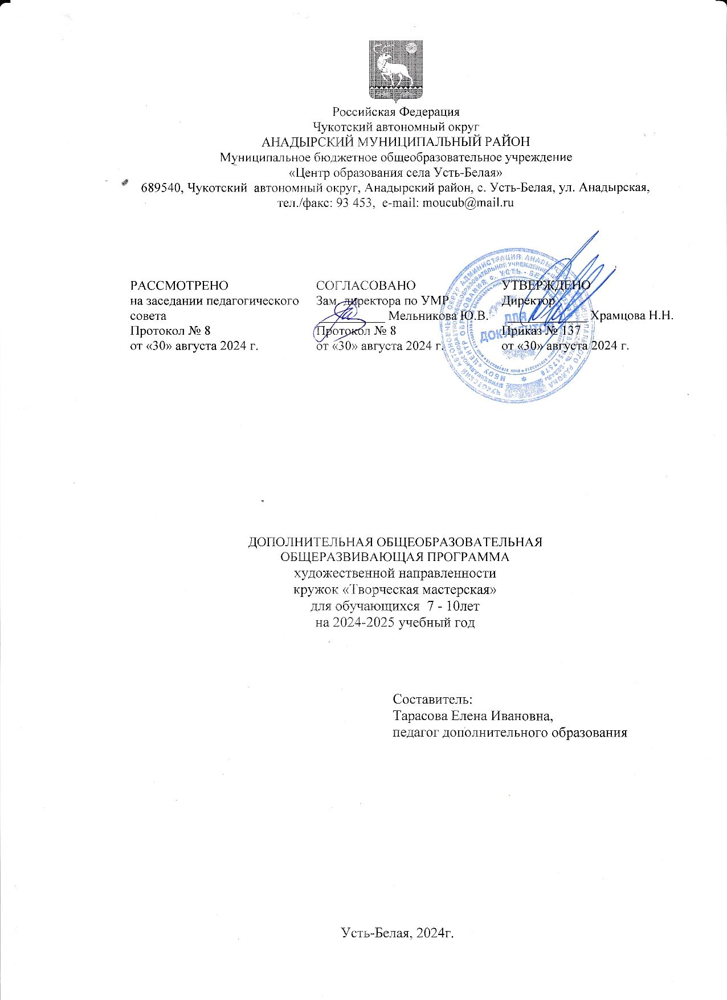 Российская Федерация
Чукотский автономный округ
АНАДЫРСКИЙ МУНИЦИПАЛЬНЫЙ РАЙОН
Муниципальное бюджетное общеобразовательное учреждение
«Центр образования села Усть-Белая»
689540, Чукотский автономный округ, Анадырский район, с. Усть-Белая, ул. Анадырская,
тел./факс: 93 453, e-mail: moucub@mail.ru
РАССМОТРЕНО
на заседании педагогического
совета
Протокол № 8
от «30» августа 2024 г.
СОГЛАСОВАНО
Зам. директора по УМР
__________ Мельникова Ю.В.
Протокол № 8
от «30» августа 2024 г.
УТВЕРЖДЕНО
Директор
____________ Храмцова Н.Н.
Приказ № 137
от «30» августа 2024 г.
ДЛЯ
ДОКУМЕНТОВ
ДОПОЛНИТЕЛЬНАЯ ОБЩЕОБРАЗОВАТЕЛЬНАЯ
ОБЩЕРАЗВИВАЮЩАЯ ПРОГРАММА
художественной направленности
кружок «Творческая мастерская»
для обучающихся 7 - 10лет
на 2024-2025 учебный год
Составитель:
Тарасова Елена Ивановна,
педагог дополнительного образования
Усть-Белая, 2024г.